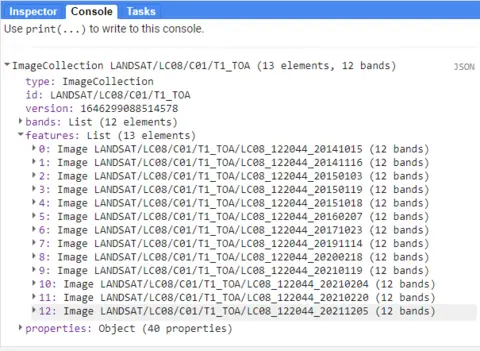 Inspector Console Tasks
Use print(...) to write to this console.
ImageCollection LANDSAT/LC08/C01/T1_TOA (13 elements, 12 bands) JSON
type: ImageCollection
id: LANDSAT/LC08/C01/T1_TOA
version: 1646299088514578
bands: List (12 elements)
features: List (13 elements)
0: Image LANDSAT/LC08/C01/T1_TOA/LC08_122044_20141015 (12 bands)
1: Image LANDSAT/LC08/C01/T1_TOA/LC08_122044_20141116 (12 bands)
2: Image LANDSAT/LC08/C01/T1_TOA/LC08_122044_20150103 (12 bands)
3: Image LANDSAT/LC08/C01/T1_TOA/LC08_122044_20150119 (12 bands)
4: Image LANDSAT/LC08/C01/T1_TOA/LC08_122044_20151018 (12 bands)
5: Image LANDSAT/LC08/C01/T1_TOA/LC08_122044_20160207 (12 bands)
6: Image LANDSAT/LC08/C01/T1_TOA/LC08_122044_20171023 (12 bands)
7: Image LANDSAT/LC08/C01/T1_TOA/LC08_122044_20191114 (12 bands)
8: Image LANDSAT/LC08/C01/T1_TOA/LC08_122044_20200218 (12 bands)
9: Image LANDSAT/LC08/C01/T1_TOA/LC08_122044_20210119 (12 bands)
10: Image LANDSAT/LC08/C01/T1_TOA/LC08_122044_20210204 (12 bands)
11: Image LANDSAT/LC08/C01/T1_TOA/LC08_122044_20210220 (12 bands)
12: Image LANDSAT/LC08/C01/T1_TOA/LC08_122044_20211205 (12 bands)
properties: Object (40 properties)